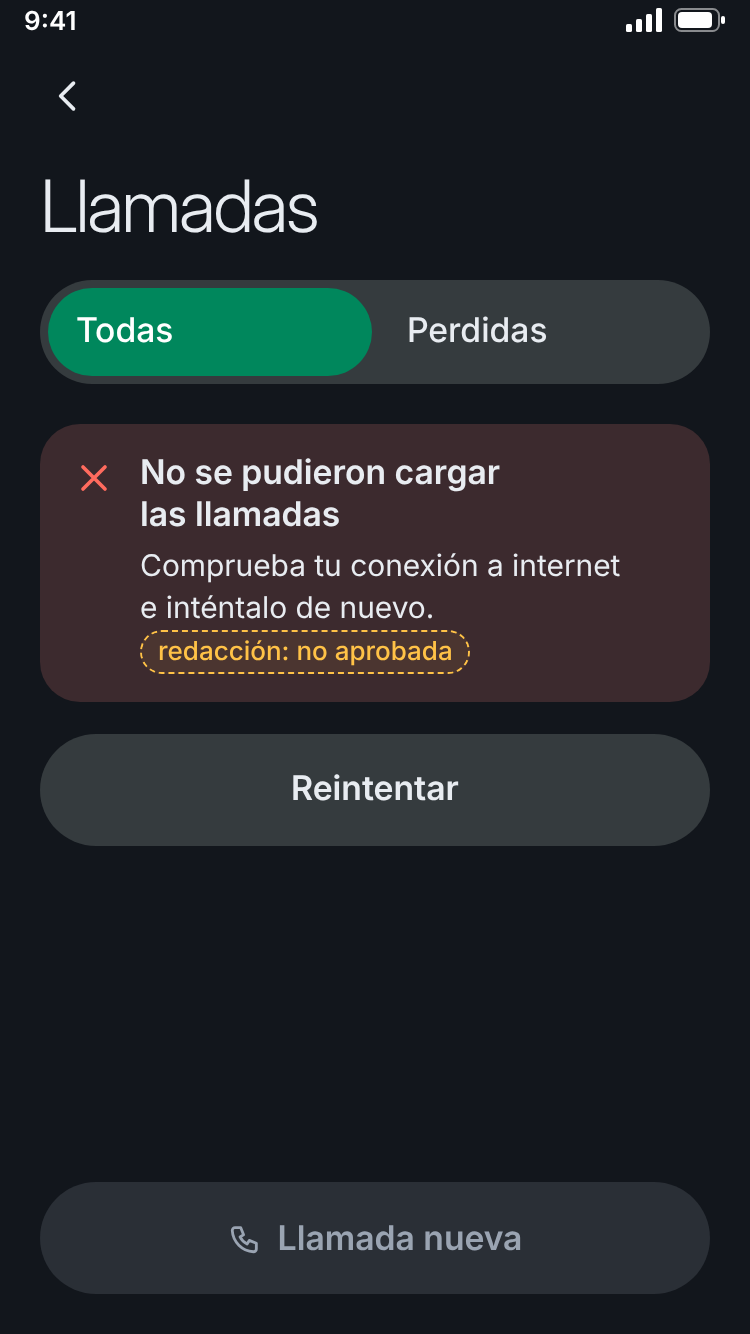 9:41
Llamadas
Todas
Perdidas
No se pudieron cargar
las llamadas
Comprueba tu conexión a internet
e inténtalo de nuevo.
redacción: no aprobada
Reintentar
Llamada nueva